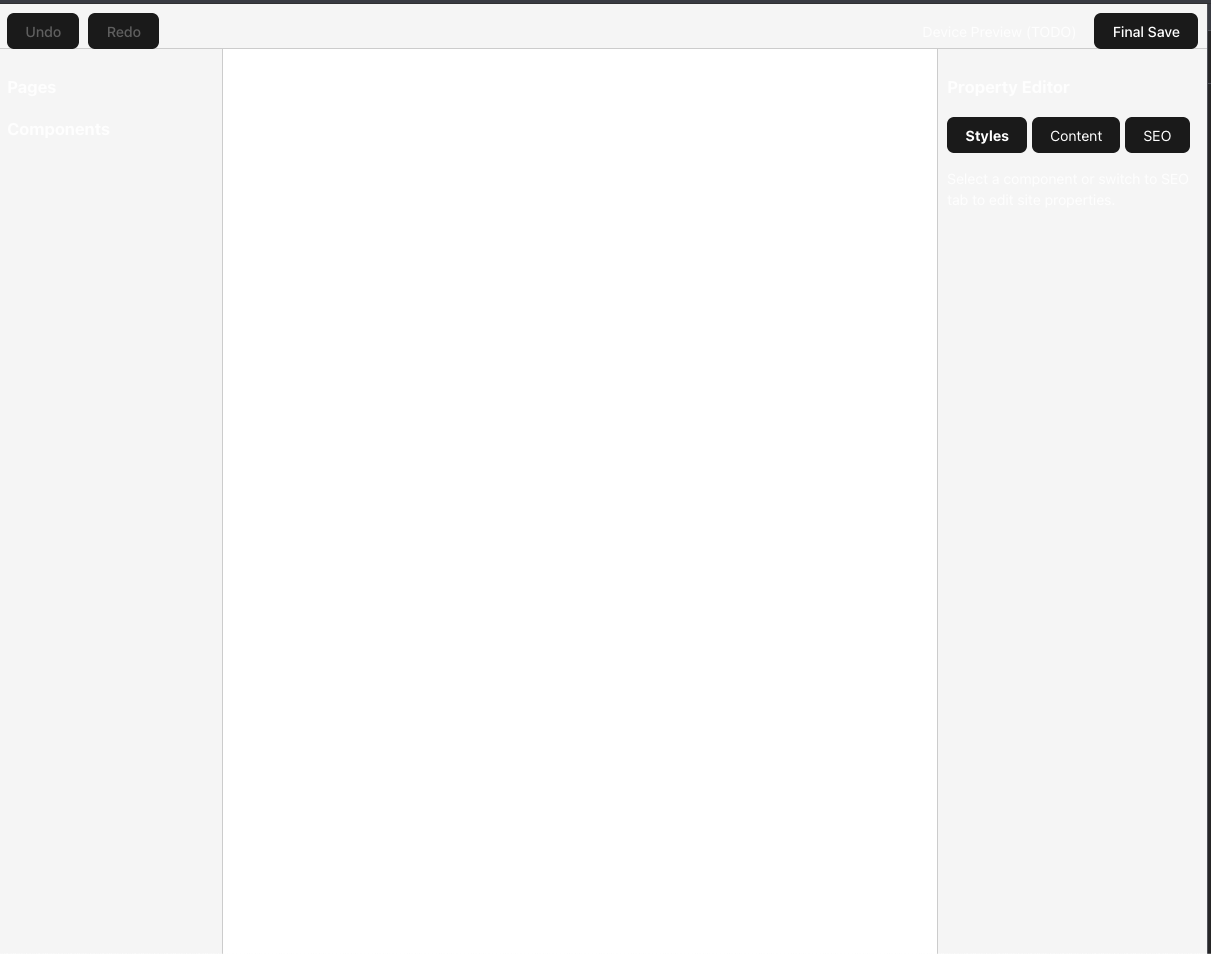 Undo
Redo
Device Preview (TODO)
Final Save
Pages
Components
Property Editor
Styles
Content
SEO
Select a component or switch to SEO
tab to edit site properties.